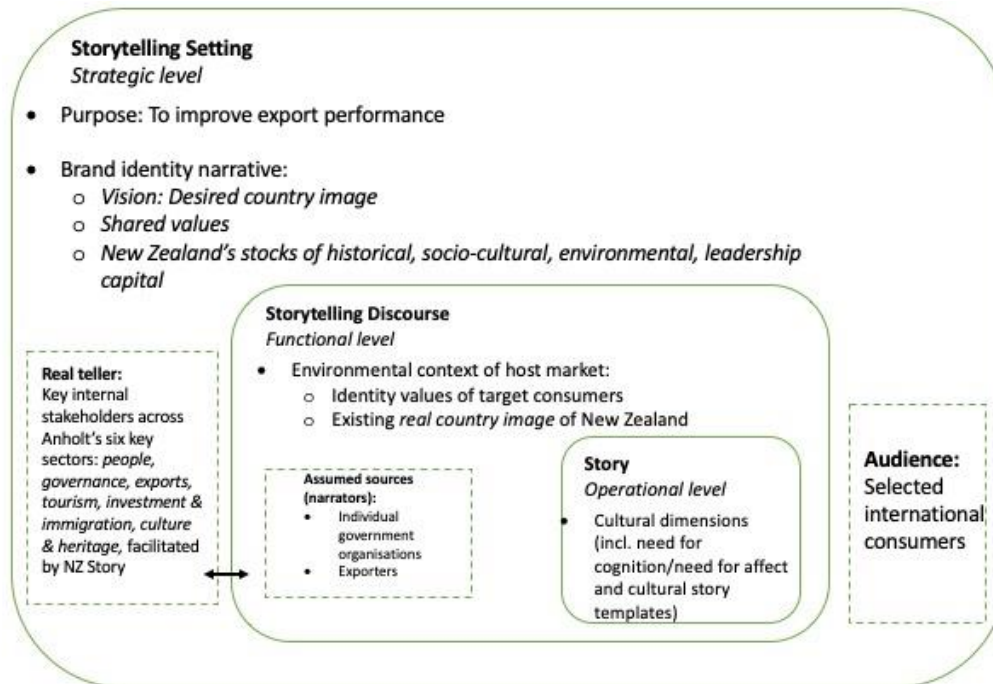 Storytelling Setting
Strategic level
• Purpose: To improve export performance
• Brand identity narrative:
o Vision: Desired country image
o Shared values
o New Zealand's stocks of historical, socio-cultural, environmental, leadership
capital
Storytelling Discourse
Functional level
• Environmental context of host market:
o Identity values of target consumers
o Existing real country image of New Zealand
Real teller:
Key internal
stakeholders across
Anholt's six key
sectors: people,
governance, exports,
tourism, investment &
immigration, culture
& heritage, facilitated
by NZ Story
Assumed sources
(narrators):
• Individual
government
organisations
• Exporters
Story
Operational level
• Cultural dimensions
(incl. need for
cognition/need for affect
and cultural story
templates)
Audience:
Selected
international
consumers